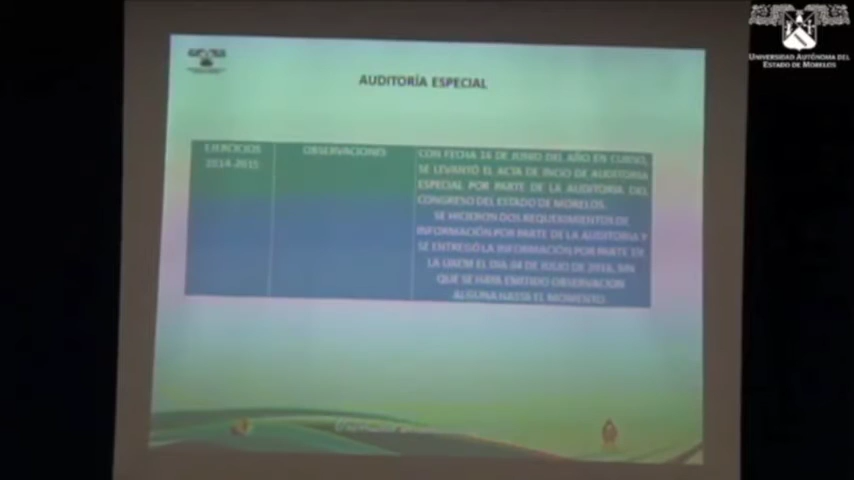 UNIVERSIDAD AUTÓNOMA DEL
ESTADO DE MORELOS
AUDITORÍA ESPECIAL
EJERCICIOS
2014-2015
OBSERVACIONES
CON FECHA 16 DE JUNIO DEL AÑO EN CURSO,
SE LEVANTÓ EL ACTA DE INCIO DE AUDITORIA
ESPECIAL POR PARTE DE LA AUDITORIA DEL
CONGRESO DEL ESTADO DE MORELOS.
SE HICIERON DOS REQUERIMIENTOS DE
INFORMACIÓN POR PARTE DE LA AUDITORIA Y
SE ENTREGÓ LA INFORMACIÓN POR PARTE DE
LA UAEM EL DIA 04 DE JULIO DE 2016, SIN
QUE SE HAYA EMITIDO OBSERVACION
ALGUNA HASTA EL MOMENTO.